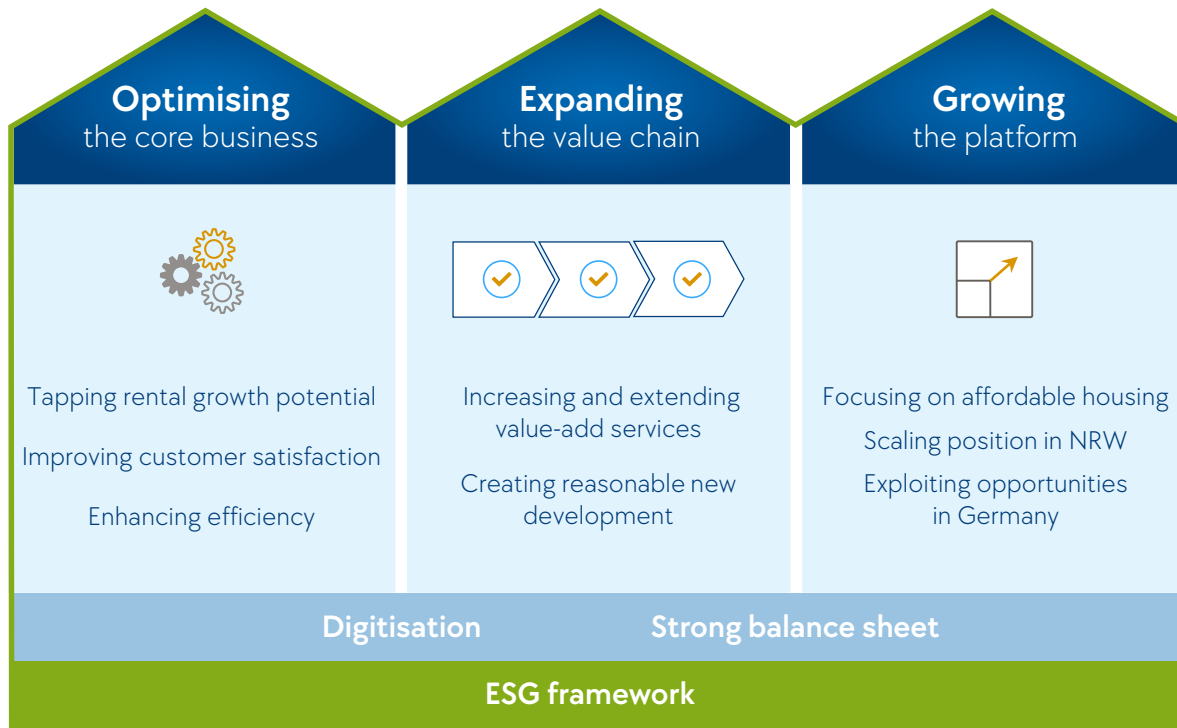 Optimising
the core business
Expanding
the value chain
Growing
the platform
Tapping rental growth potential
Improving customer satisfaction
Enhancing efficiency
Increasing and extending
value-add services
Creating reasonable new
development
Focusing on affordable housing
Scaling position in NRW
Exploiting opportunities
in Germany
Digitisation
Strong balance sheet
ESG framework